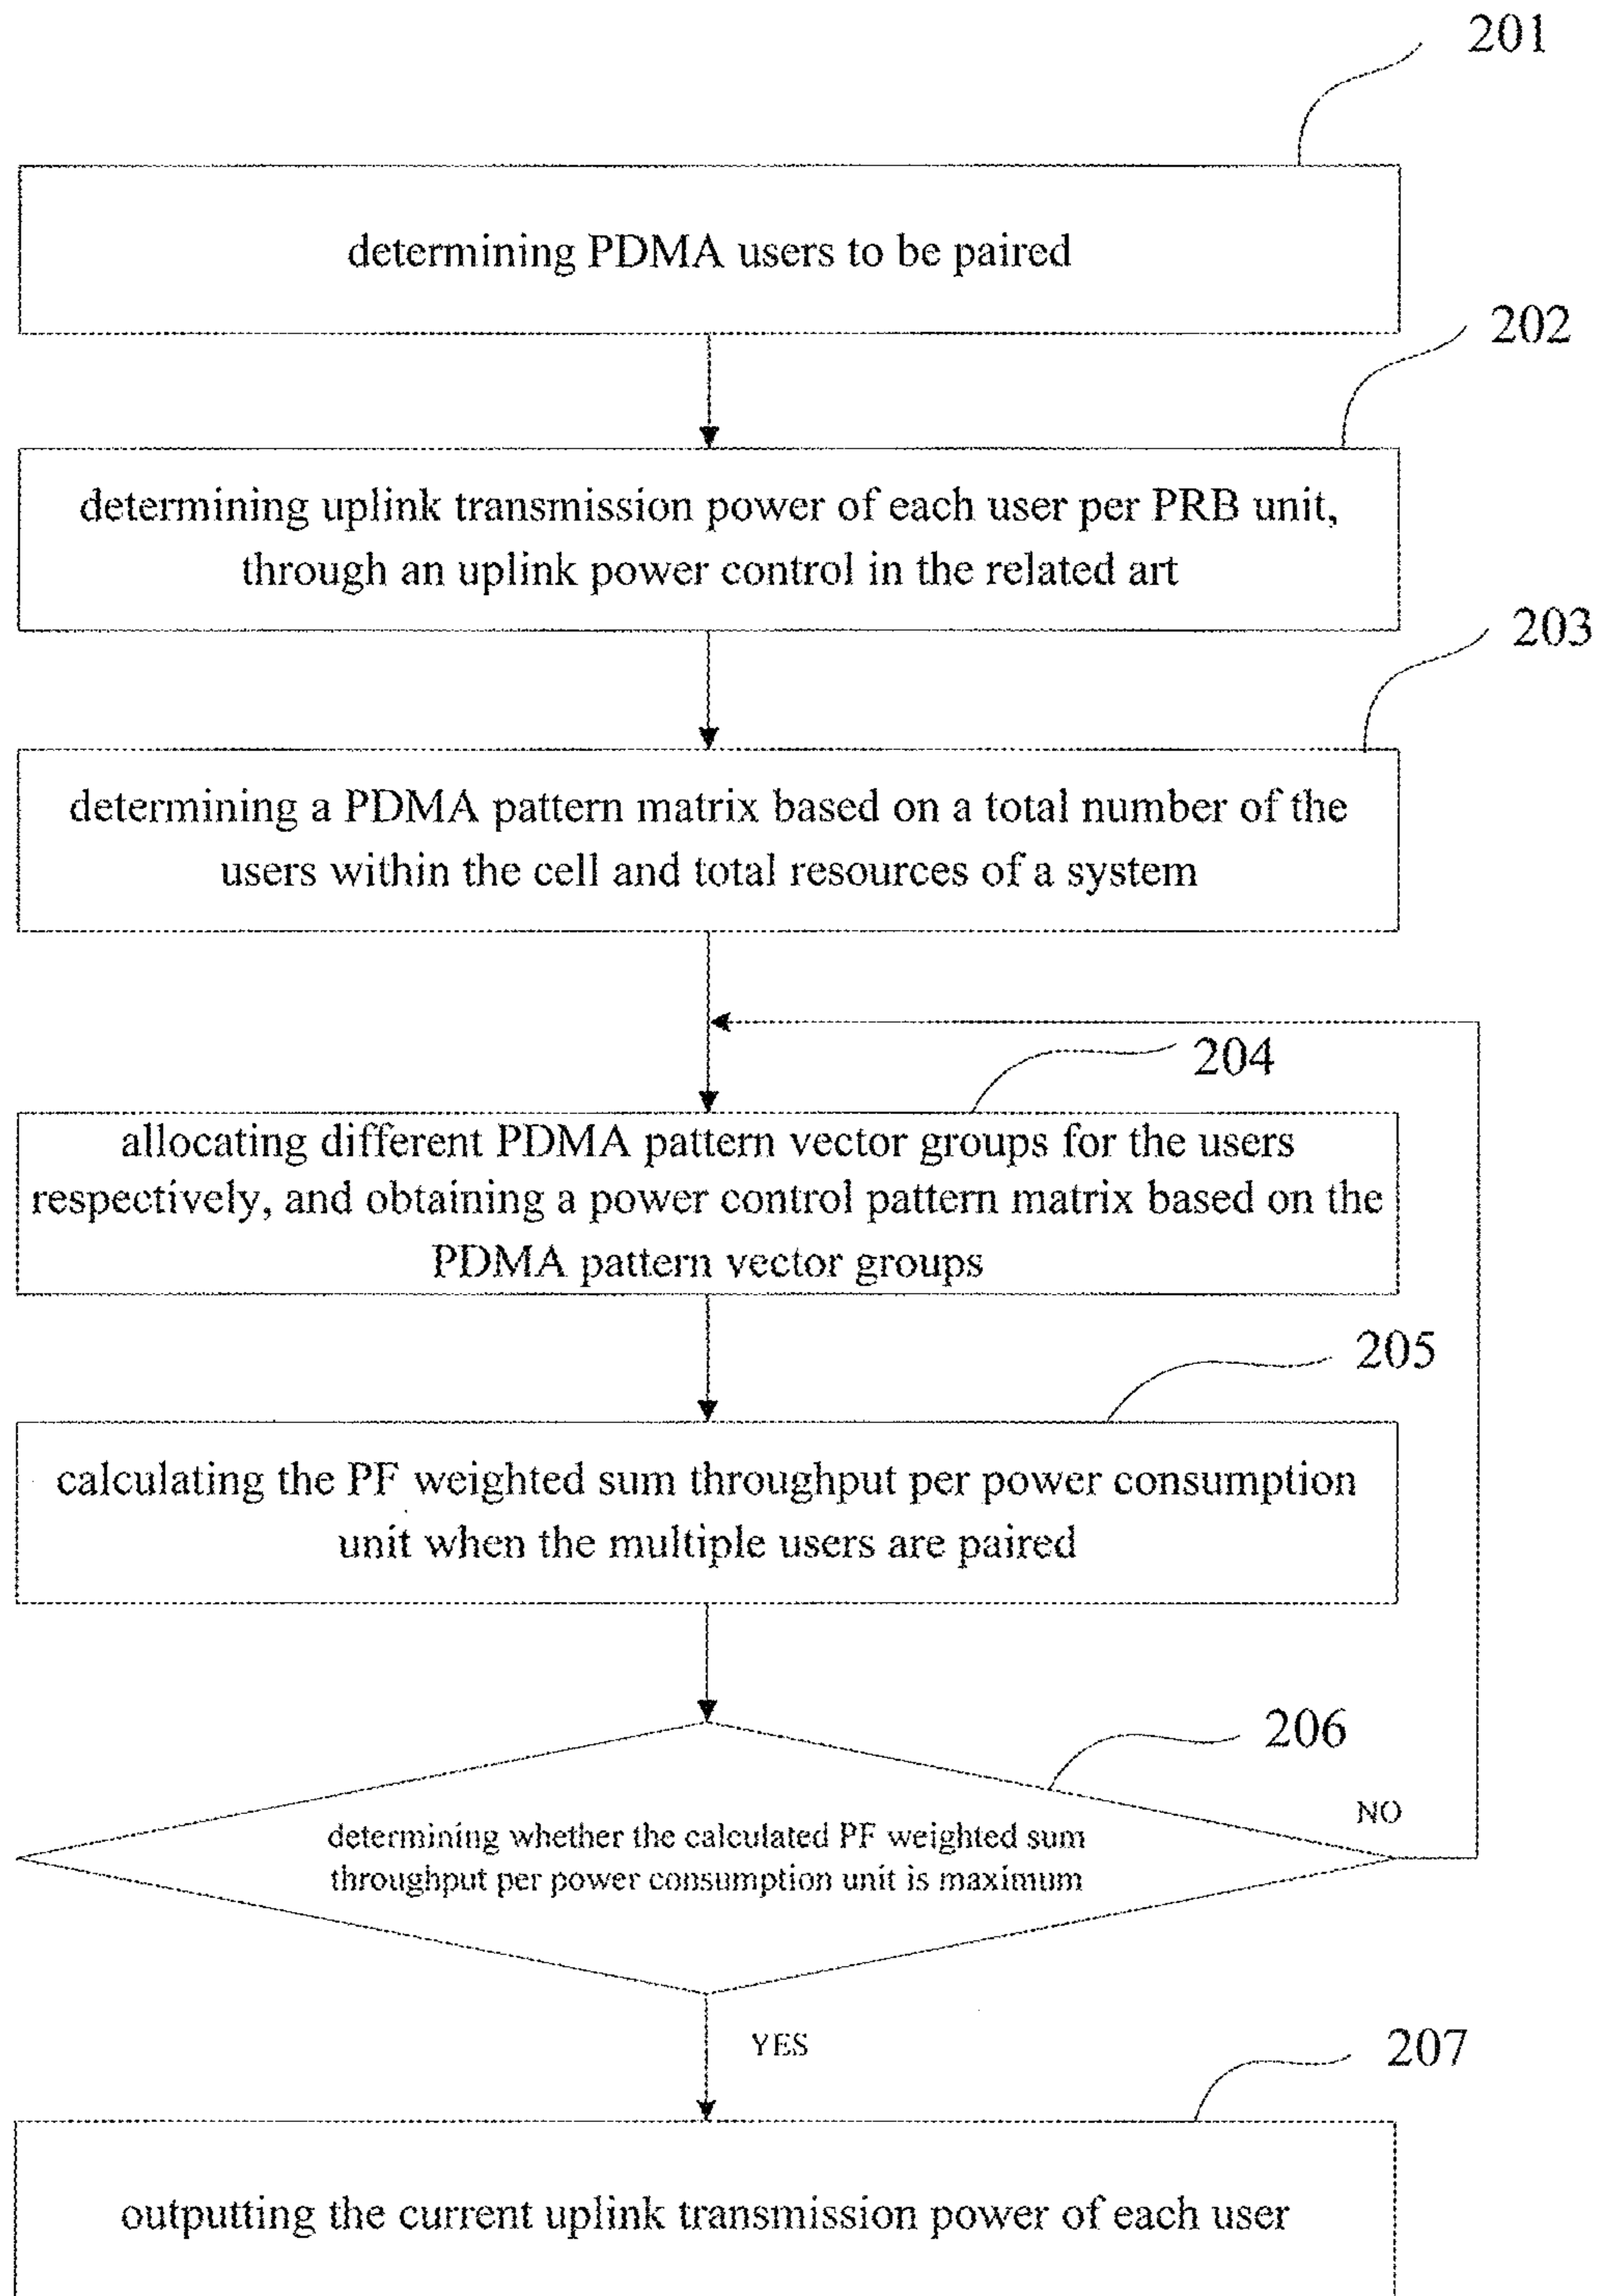 201
determining PDMA users to be paired
202
determining uplink transmission power of each user per PRB unit,
through an uplink power control in the related art
203
determining a PDMA pattern matrix based on a total number of the
users within the cell and total resources of a system
204
allocating different PDMA pattern vector groups for the users
respectively, and obtaining a power control pattern matrix based on the
PDMA pattern vector groups
205
calculating the PF weighted sum throughput per power consumption
unit when the multiple users are paired
206
NO
determining whether the calculated PF weighted sum
throughput per power consumption unit is maximum
YES
207
outputting the current uplink transmission power of each user